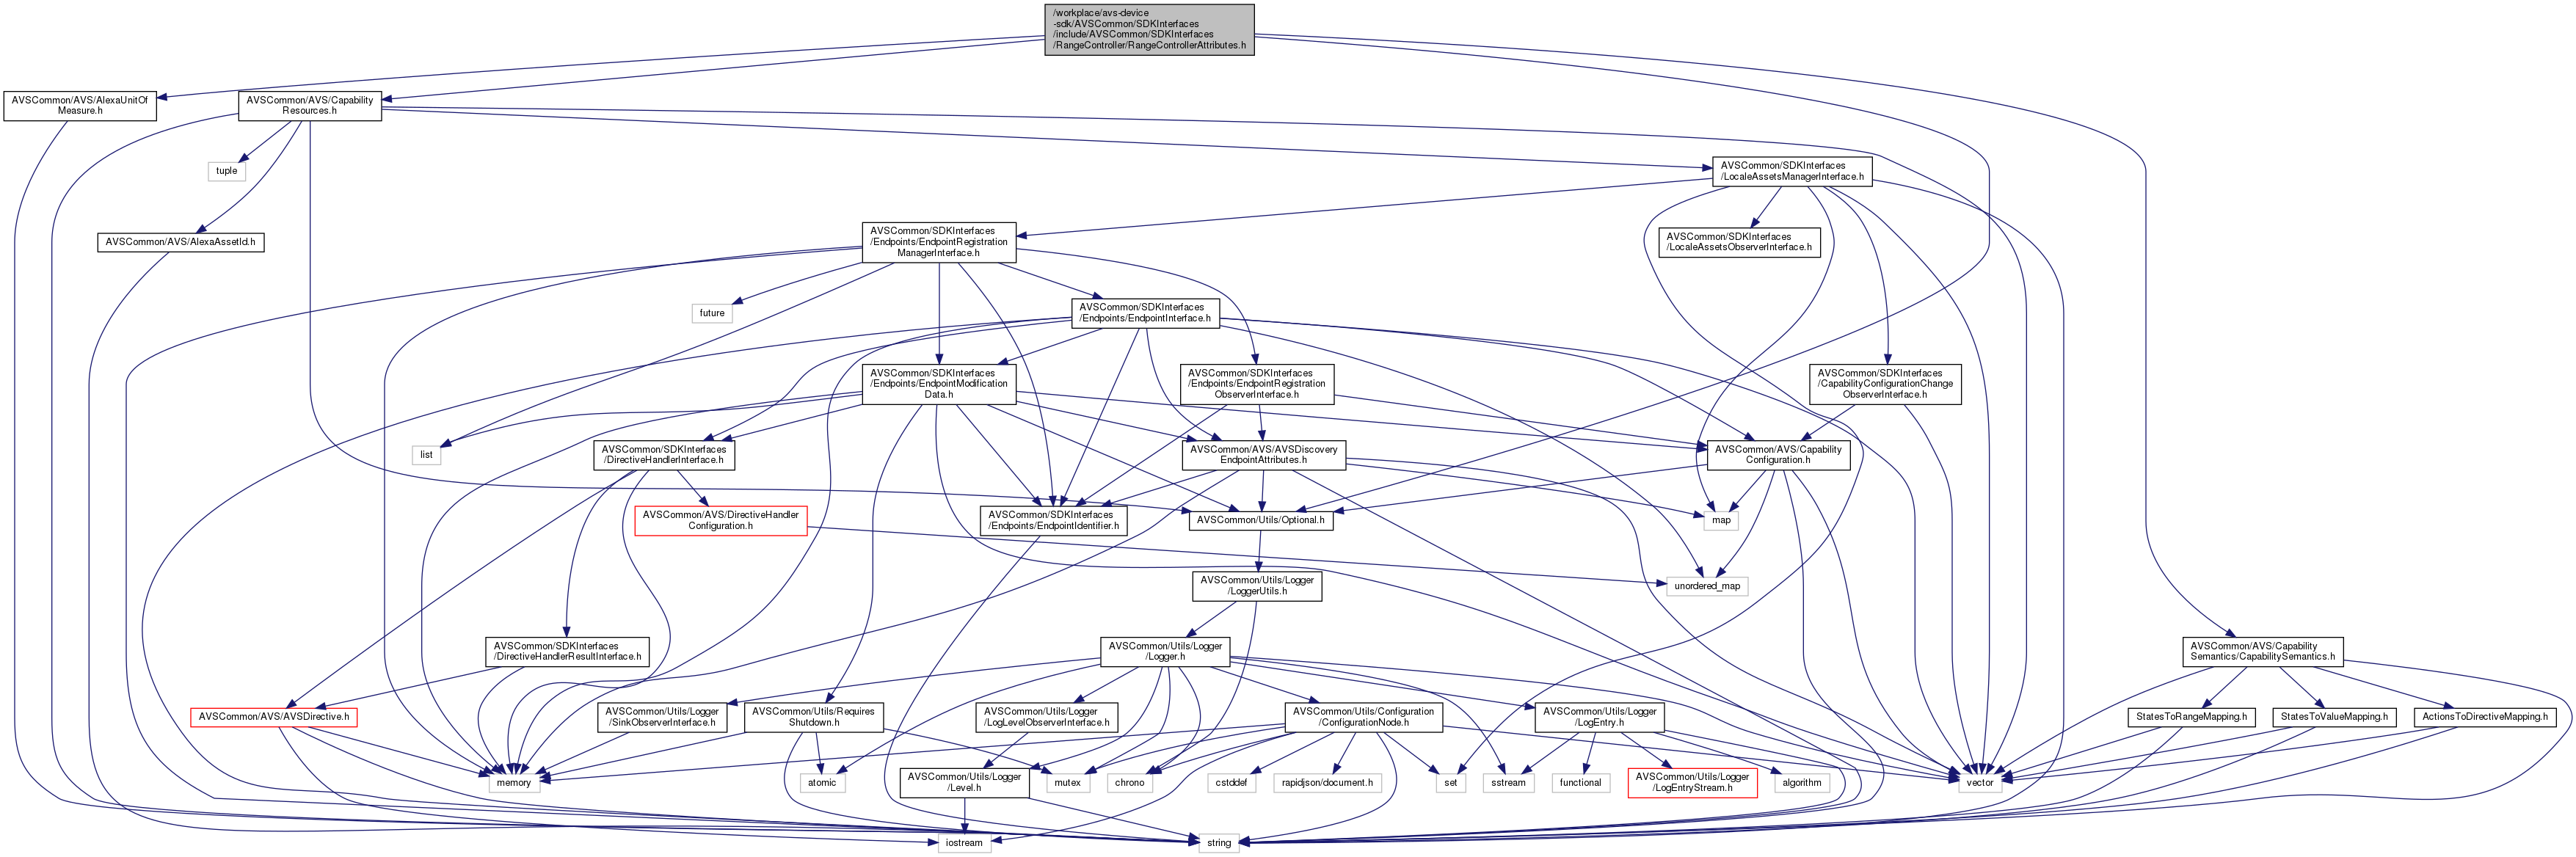 /workplace/avs-device
-sdk/AVSCommon/SDKInterfaces
/include/AVSCommon/SDKInterfaces
/RangeController/RangeControllerAttributes.h
AVSCommon/AVS/AlexaUnitOf
Measure.h
AVSCommon/AVS/Capability
Resources.h
tuple
AVSCommon/SDKInterfaces
/LocaleAssetsManagerInterface.h
AVSCommon/AVS/AlexaAssetId.h
AVSCommon/SDKInterfaces
/Endpoints/EndpointRegistration
ManagerInterface.h
AVSCommon/SDKInterfaces
/LocaleAssetsObserverInterface.h
future
AVSCommon/SDKInterfaces
/Endpoints/EndpointInterface.h
AVSCommon/SDKInterfaces
/Endpoints/EndpointModification
Data.h
AVSCommon/SDKInterfaces
/Endpoints/EndpointRegistration
ObserverInterface.h
AVSCommon/SDKInterfaces
/CapabilityConfigurationChange
ObserverInterface.h
list
AVSCommon/SDKInterfaces
/DirectiveHandlerInterface.h
AVSCommon/AVS/AVSDiscovery
EndpointAttributes.h
AVSCommon/AVS/Capability
Configuration.h
AVSCommon/AVS/DirectiveHandler
Configuration.h
AVSCommon/SDKInterfaces
/Endpoints/EndpointIdentifier.h
AVSCommon/Utils/Optional.h
map
AVSCommon/Utils/Logger
/LoggerUtils.h
unordered_map
AVSCommon/SDKInterfaces
/DirectiveHandlerResultInterface.h
AVSCommon/Utils/Logger
/Logger.h
AVSCommon/AVS/Capability
Semantics/CapabilitySemantics.h
AVSCommon/AVS/AVSDirective.h
AVSCommon/Utils/Logger
/SinkObserverInterface.h
AVSCommon/Utils/Requires
Shutdown.h
AVSCommon/Utils/Logger
/LogLevelObserverInterface.h
AVSCommon/Utils/Configuration
/ConfigurationNode.h
AVSCommon/Utils/Logger
/LogEntry.h
StatesToRangeMapping.h
StatesToValueMapping.h
ActionsToDirectiveMapping.h
memory
atomic
AVSCommon/Utils/Logger
/Level.h
mutex
chrono
cstddef
rapidjson/document.h
set
sstream
functional
AVSCommon/Utils/Logger
/LogEntryStream.h
algorithm
vector
iostream
string